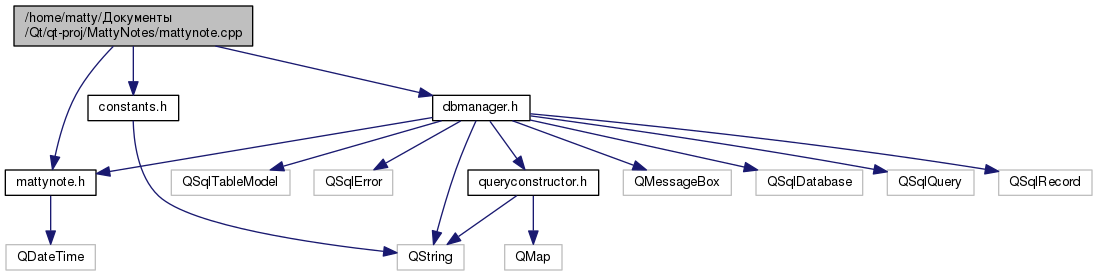 /home/matty/Документы
/Qt/qt-proj/MattyNotes/mattynote.cpp
constants.h
dbmanager.h
mattynote.h
QSqlTableModel
QSqlError
queryconstructor.h
QMessageBox
QSqlDatabase
QSqlQuery
QSqlRecord
QDateTime
QString
QMap